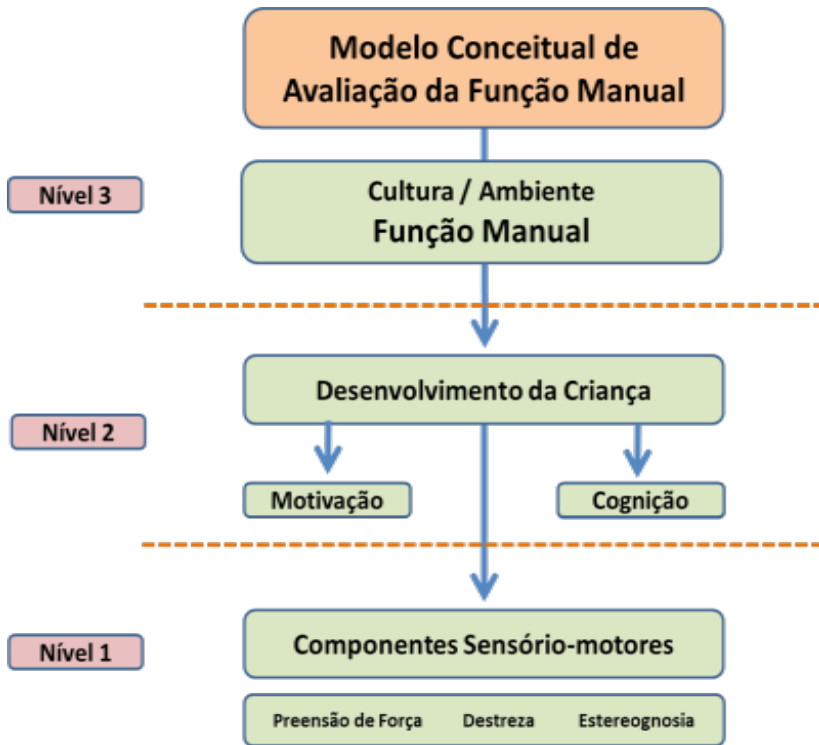 Modelo Conceitual de
Avaliação da Função Manual
Nível 3
Cultura / Ambiente
Função Manual
Desenvolvimento da Criança
Nível 2
Motivação
Cognição
Componentes Sensório-motores
Nível 1
Preensão de Força Destreza Estereognosia